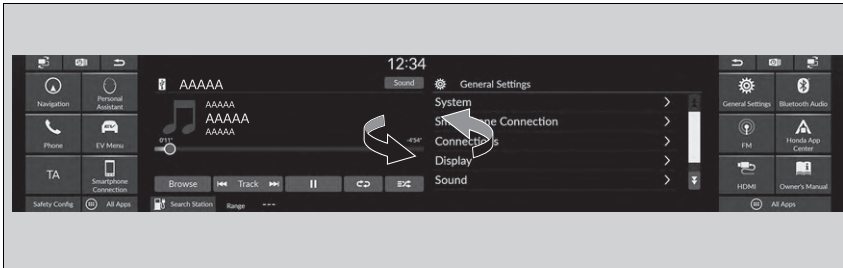 12:34
Navigation
Personal
Assistant
Phone
EV Menu
TA
Smartphone
Connection
Safety Config
All Apps
AAAAA
Sound
AAAAA
AAAAA
AAAAA
0'11"
-4'54"
Browse
Track
Search Station
Range ---
General Settings
System
Connection
Connections
Display
Sound
General Settings
Bluetooth Audio
FM
Honda App
Center
HDMI
Owner's Manual
All Apps